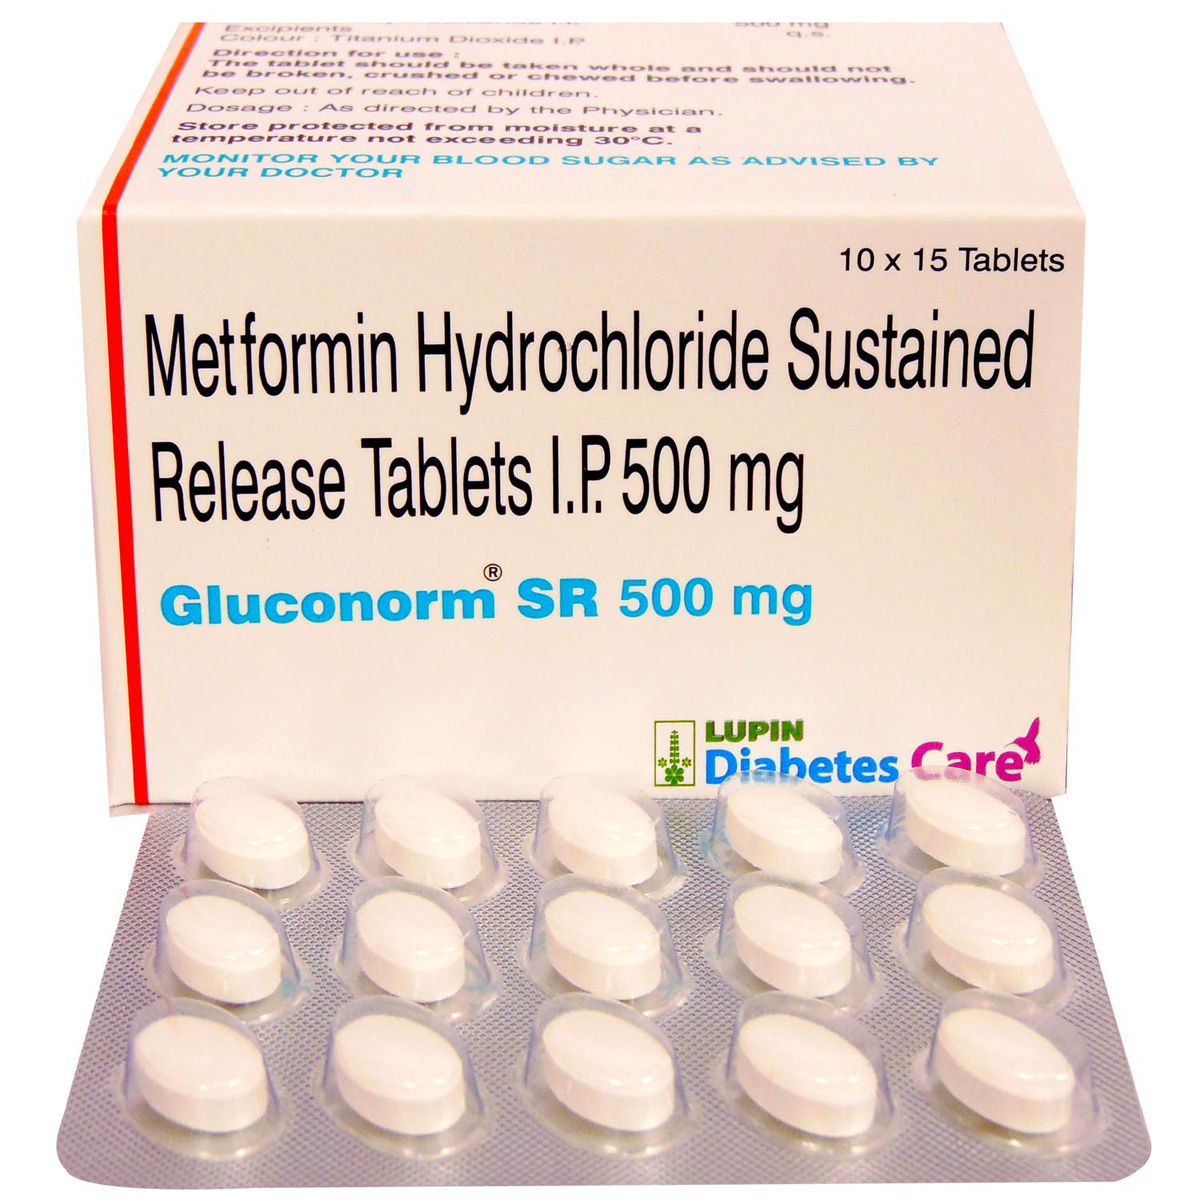 500 mg
Excipients q.s.
Colour : Titanium Dioxide I.P.
Direction for use :
The tablet should be taken whole and should not
be broken, crushed or chewed before swallowing.
Keep out of reach of children.
Dosage : As directed by the Physician.
Store protected from moisture at a
temperature not exceeding 30°C.
MONITOR YOUR BLOOD SUGAR AS ADVISED BY
YOUR DOCTOR
10 x 15 Tablets
Metformin Hydrochloride Sustained
Release Tablets I.P. 500 mg
Gluconorm® SR 500 mg
LUPIN
Diabetes Care